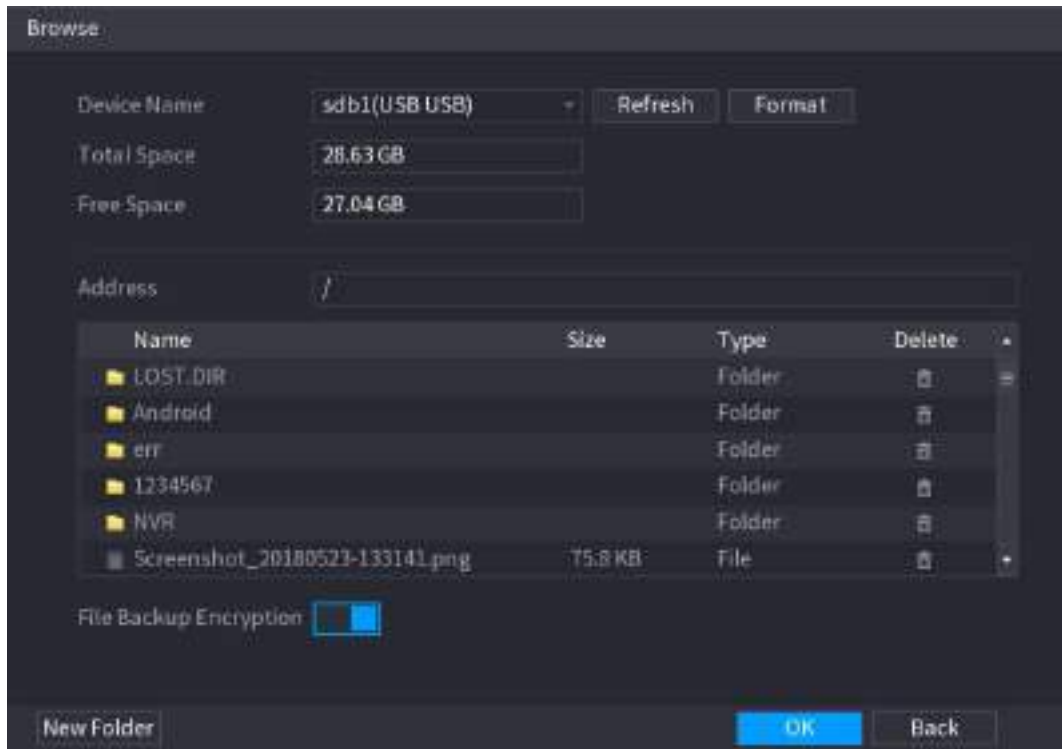 Browse
Device Name sdb1(USB USB) Refresh Format
Total Space 28.63 GB
Free Space 27.04 GB
Address /
Name Size Type Delete
LOST.DIR Folder
Android Folder
err Folder
1234567 Folder
NVR Folder
Screenshot_20180523-133141.png 75.8 KB File
File Backup Encryption
New Folder OK Back